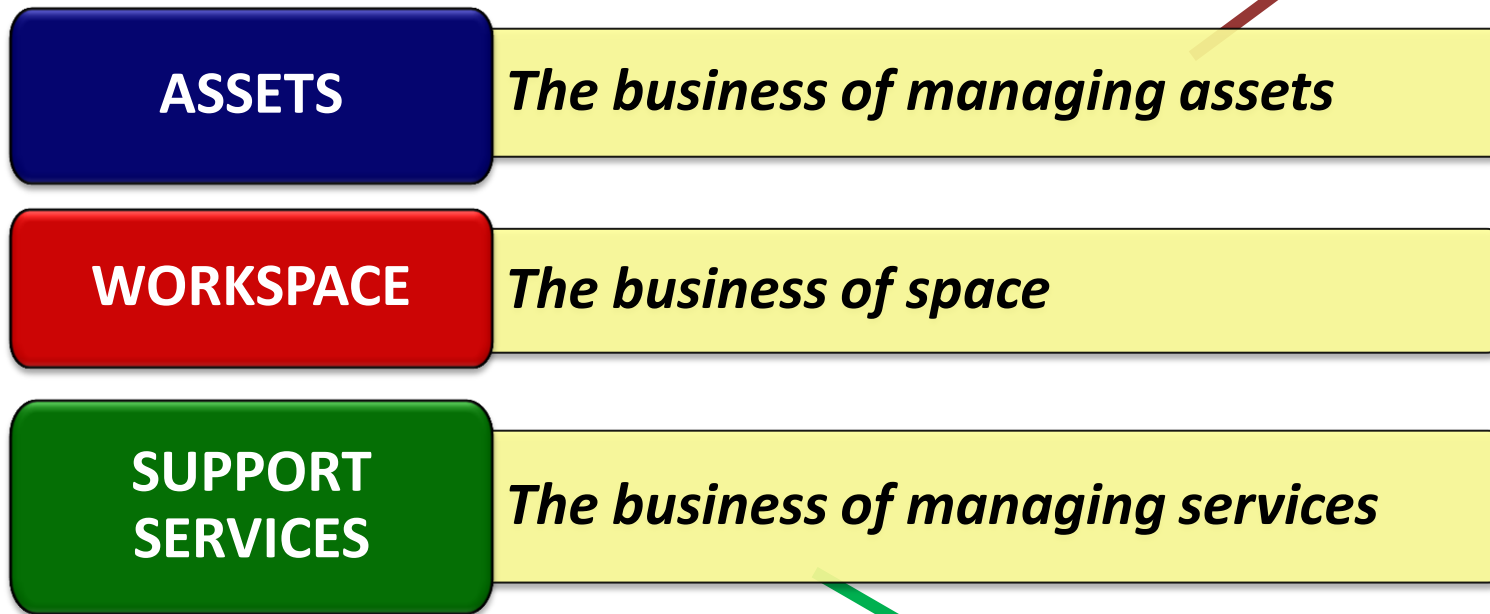 ASSETS
The business of managing assets
WORKSPACE
The business of space
SUPPORT
SERVICES
The business of managing services